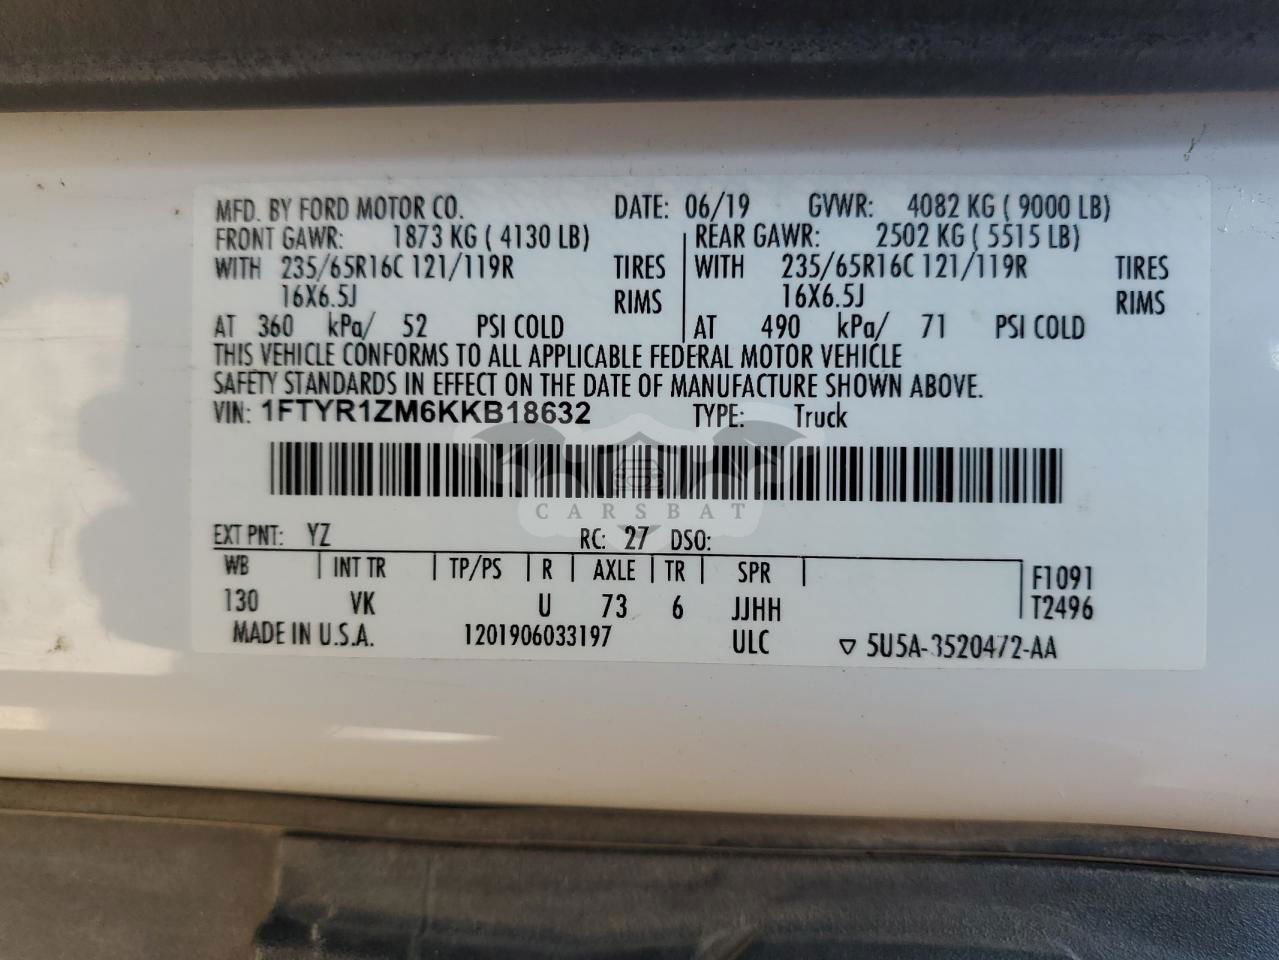 MFD. BY FORD MOTOR CO. DATE: 06/19 GVWR: 4082 KG ( 9000 LB)
FRONT GAWR: 1873 KG ( 4130 LB) REAR GAWR: 2502 KG ( 5515 LB)
WITH 235/65R16C 121/119R TIRES WITH 235/65R16C 121/119R TIRES
16X6.5J RIMS 16X6.5J RIMS
AT 360 kPa/ 52 PSI COLD AT 490 kPa/ 71 PSI COLD
THIS VEHICLE CONFORMS TO ALL APPLICABLE FEDERAL MOTOR VEHICLE
SAFETY STANDARDS IN EFFECT ON THE DATE OF MANUFACTURE SHOWN ABOVE.
VIN: 1FTYR1ZM6KKB18632 TYPE: Truck
CARSBAT
EXT PNT: YZ RC: 27 DSO:
WB INT TR TP/PS R AXLE TR SPR F1091
130 VK U 73 6 JJHH T2496
MADE IN U.S.A. 1201906033197 ULC ▽ 5U5A-3520472-AA